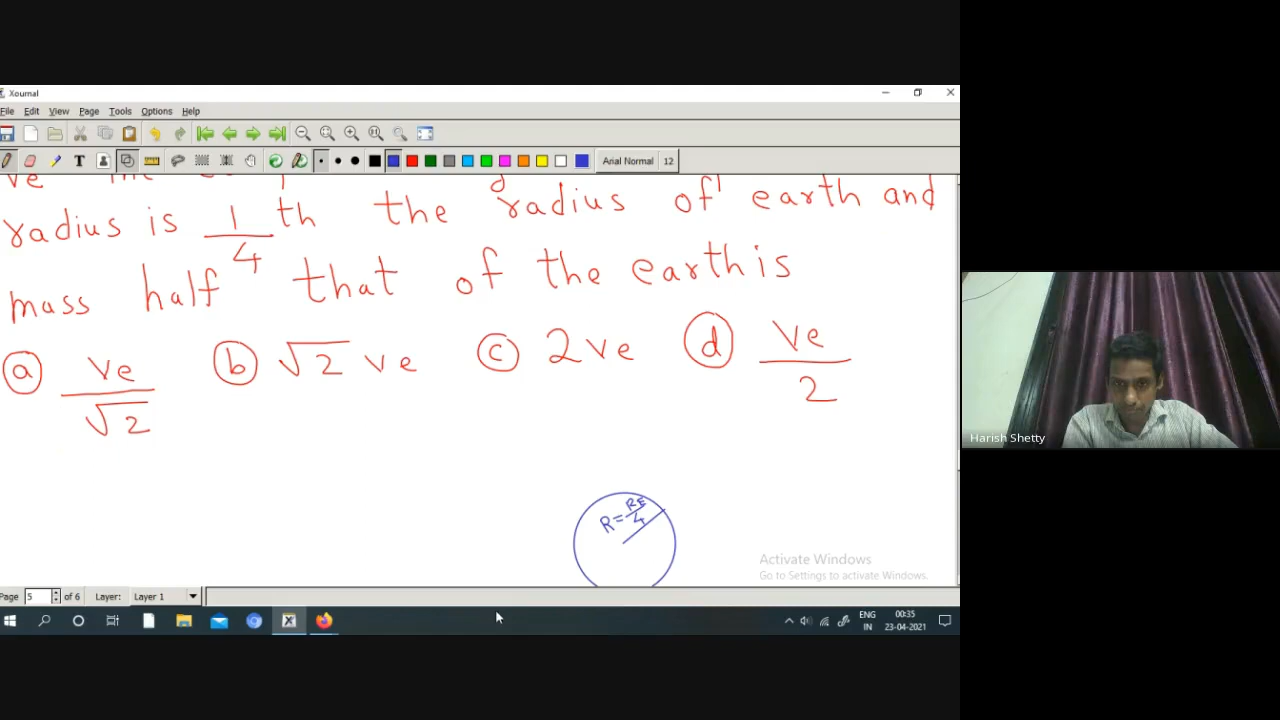 Xournal
File Edit View Page Tools Options Help
Arial Normal 12
ve
radius is 1/4 th the radius of earth and
mass half that of the earth is
a ve/√2 b √2 ve c 2ve d ve/2
R = RE/4
Activate Windows
Go to Settings to activate Windows.
Page 5 of 6 Layer: Layer 1
ENG 00:35
IN 23-04-2021
Harish Shetty